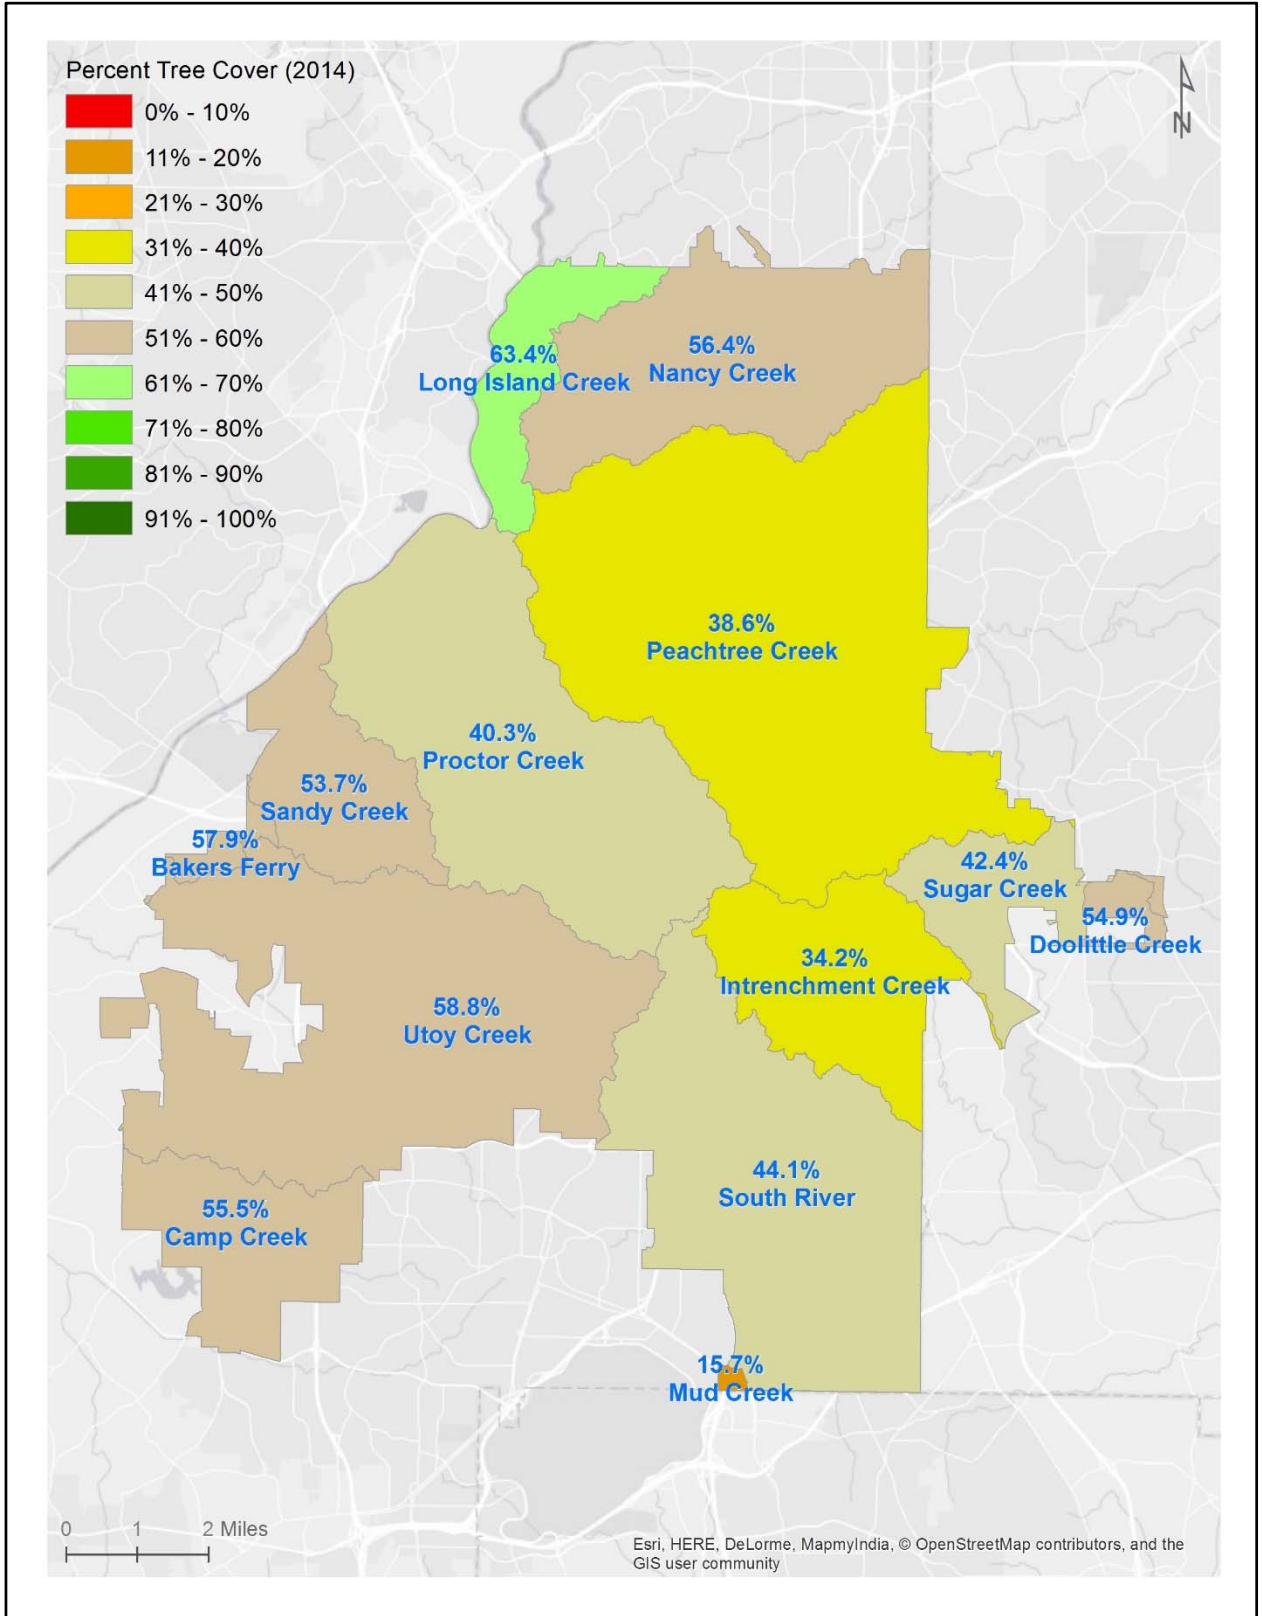 Percent Tree Cover (2014)
0% - 10%
11% - 20%
21% - 30%
31% - 40%
41% - 50%
51% - 60%
61% - 70%
71% - 80%
81% - 90%
91% - 100%
N
63.4%
Long Island Creek
56.4%
Nancy Creek
38.6%
Peachtree Creek
40.3%
Proctor Creek
53.7%
Sandy Creek
57.9%
Bakers Ferry
42.4%
Sugar Creek
54.9%
Doolittle Creek
34.2%
Intrenchment Creek
58.8%
Utoy Creek
44.1%
South River
55.5%
Camp Creek
15.7%
Mud Creek
0 1 2 Miles
Esri, HERE, DeLorme, MapmyIndia, © OpenStreetMap contributors, and the
GIS user community